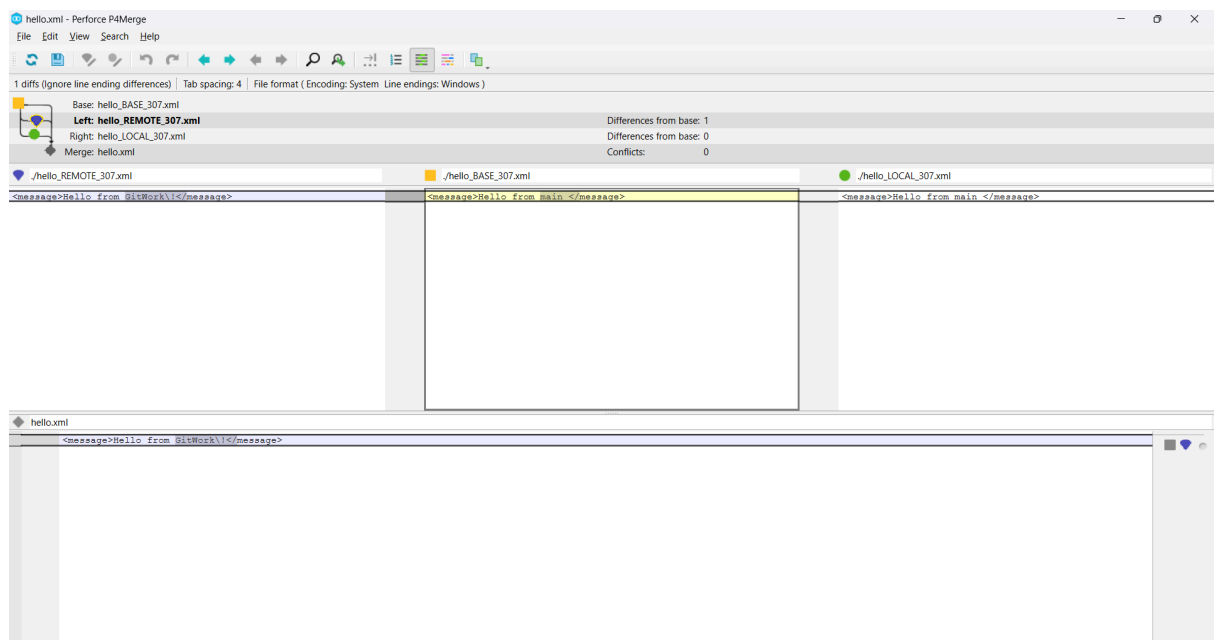 hello.xml - Perforce P4Merge
File Edit View Search Help
1 diffs (Ignore line ending differences) Tab spacing: 4 File format ( Encoding: System Line endings: Windows )
Base: hello_BASE_307.xml
Left: hello_REMOTE_307.xml Differences from base: 1
Right: hello_LOCAL_307.xml Differences from base: 0
Merge: hello.xml Conflicts: 0
./hello_REMOTE_307.xml ./hello_BASE_307.xml ./hello_LOCAL_307.xml
<message>Hello from GitWork\!</message> <message>Hello from main </message> <message>Hello from main </message>
hello.xml
<message>Hello from GitWork\!</message>